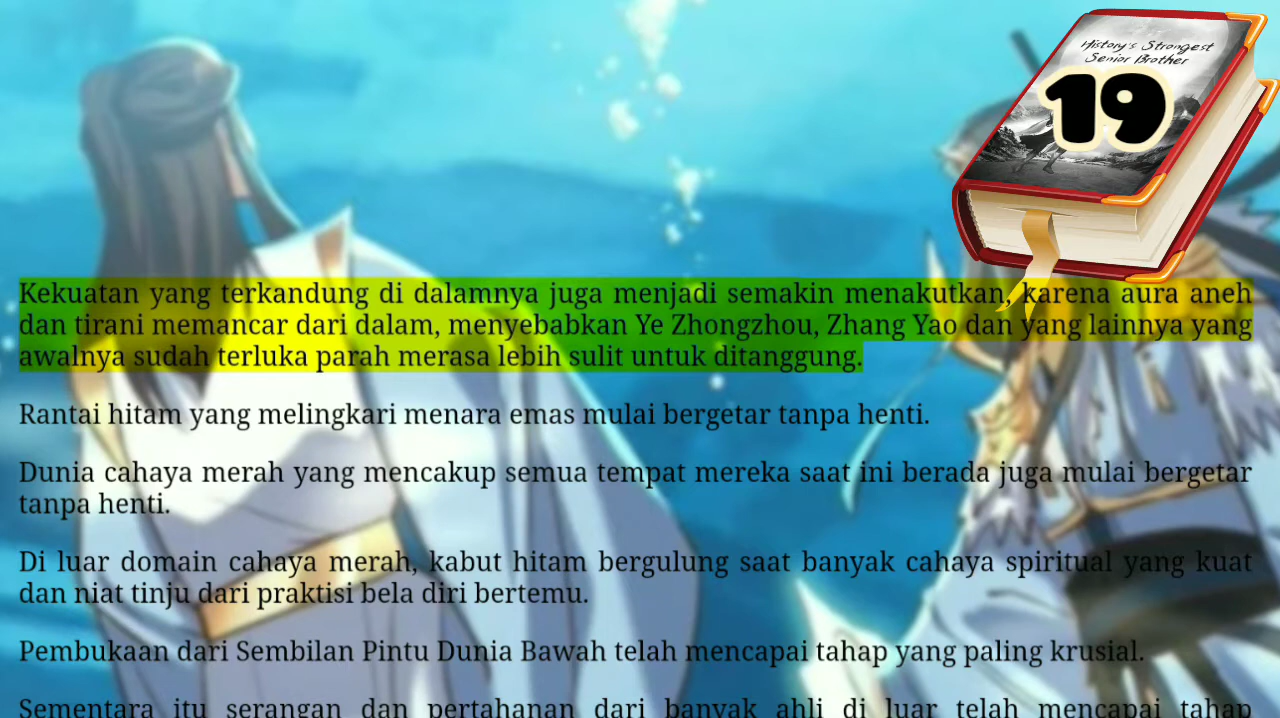 History's Strongest
Senior Brother
19
Kekuatan yang terkandung di dalamnya juga menjadi semakin menakutkan, karena aura aneh
dan tirani memancar dari dalam, menyebabkan Ye Zhongzhou, Zhang Yao dan yang lainnya yang
awalnya sudah terluka parah merasa lebih sulit untuk ditanggung.
Rantai hitam yang melingkari menara emas mulai bergetar tanpa henti.
Dunia cahaya merah yang mencakup semua tempat mereka saat ini berada juga mulai bergetar
tanpa henti.
Di luar domain cahaya merah, kabut hitam bergulung saat banyak cahaya spiritual yang kuat
dan niat tinju dari praktisi bela diri bertemu.
Pembukaan dari Sembilan Pintu Dunia Bawah telah mencapai tahap yang paling krusial.
Sementara itu serangan dan pertahanan dari banyak ahli di luar telah mencapai tahap